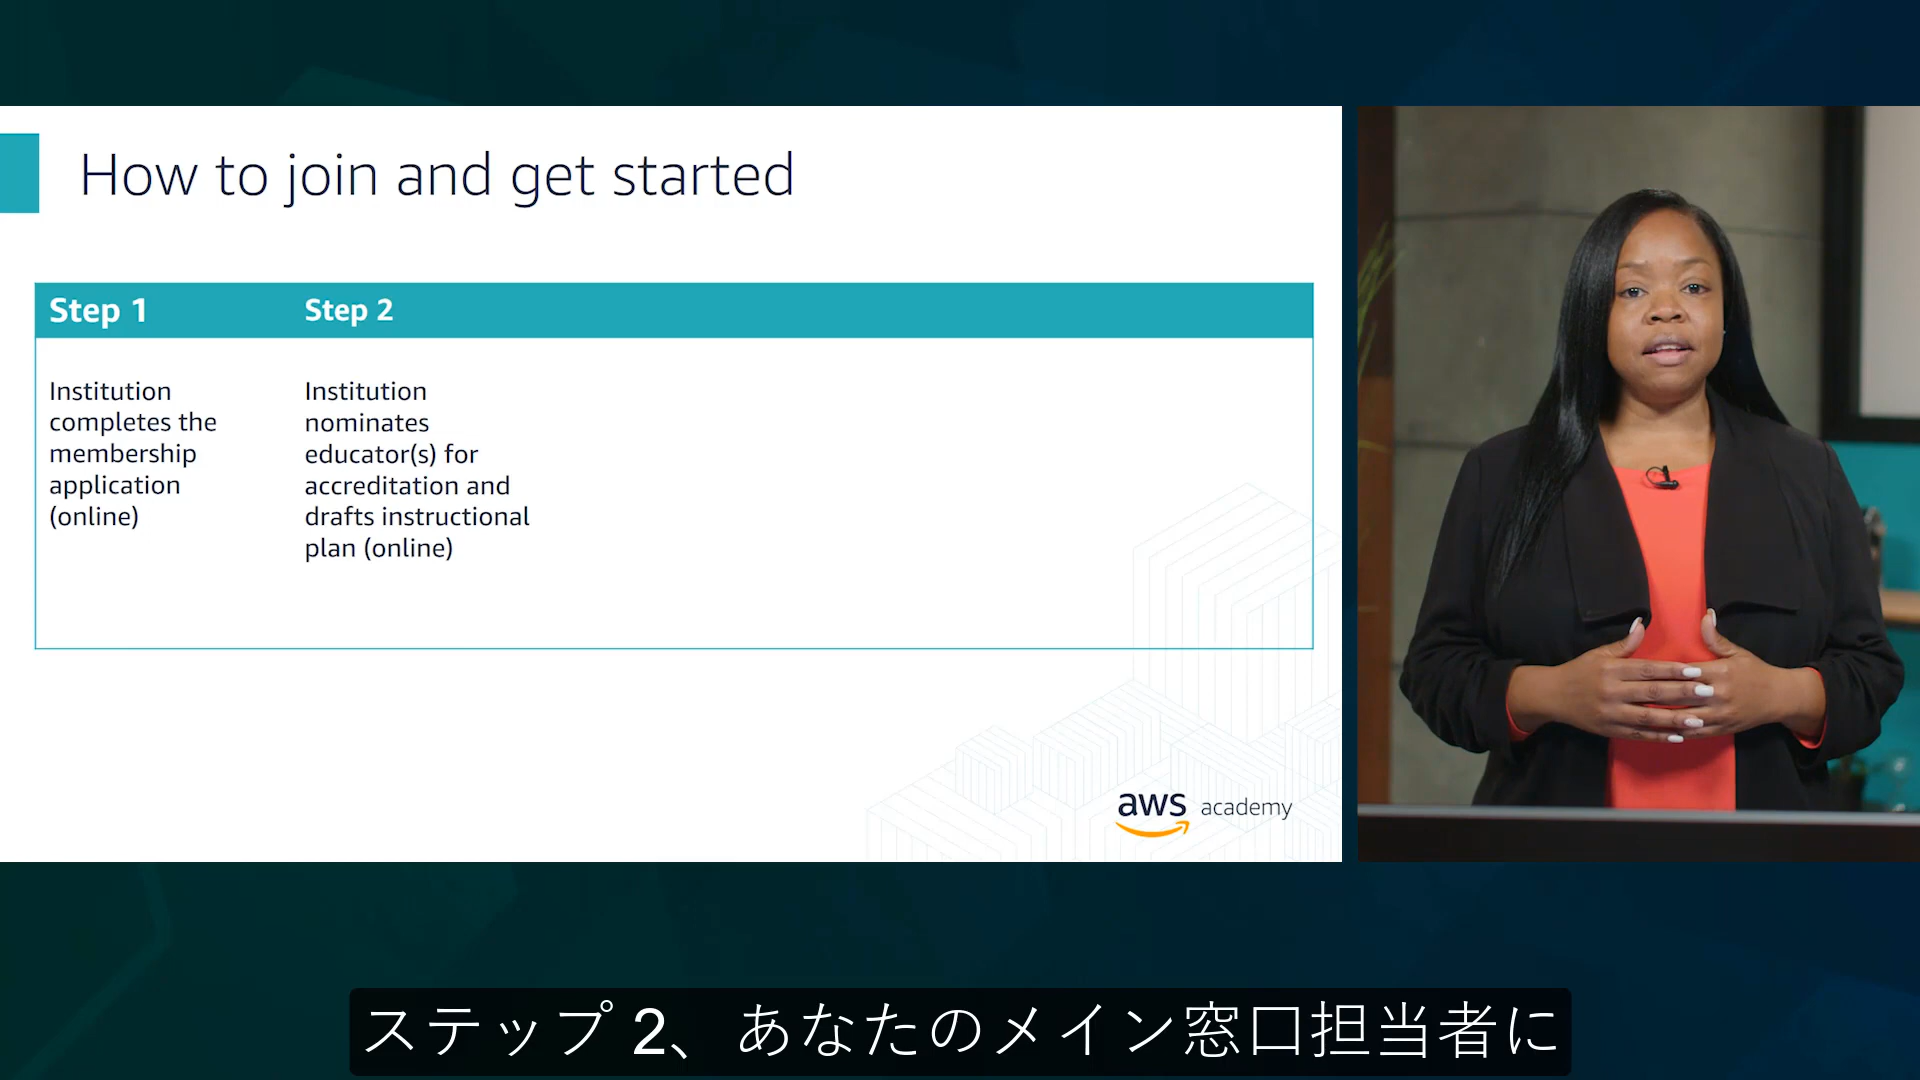 How to join and get started
Step 1
Institution
completes the
membership
application
(online)
Step 2
Institution
nominates
educator(s) for
accreditation and
drafts instructional
plan (online)
aws academy
ステップ 2、 あなたのメイン窓口担当者に